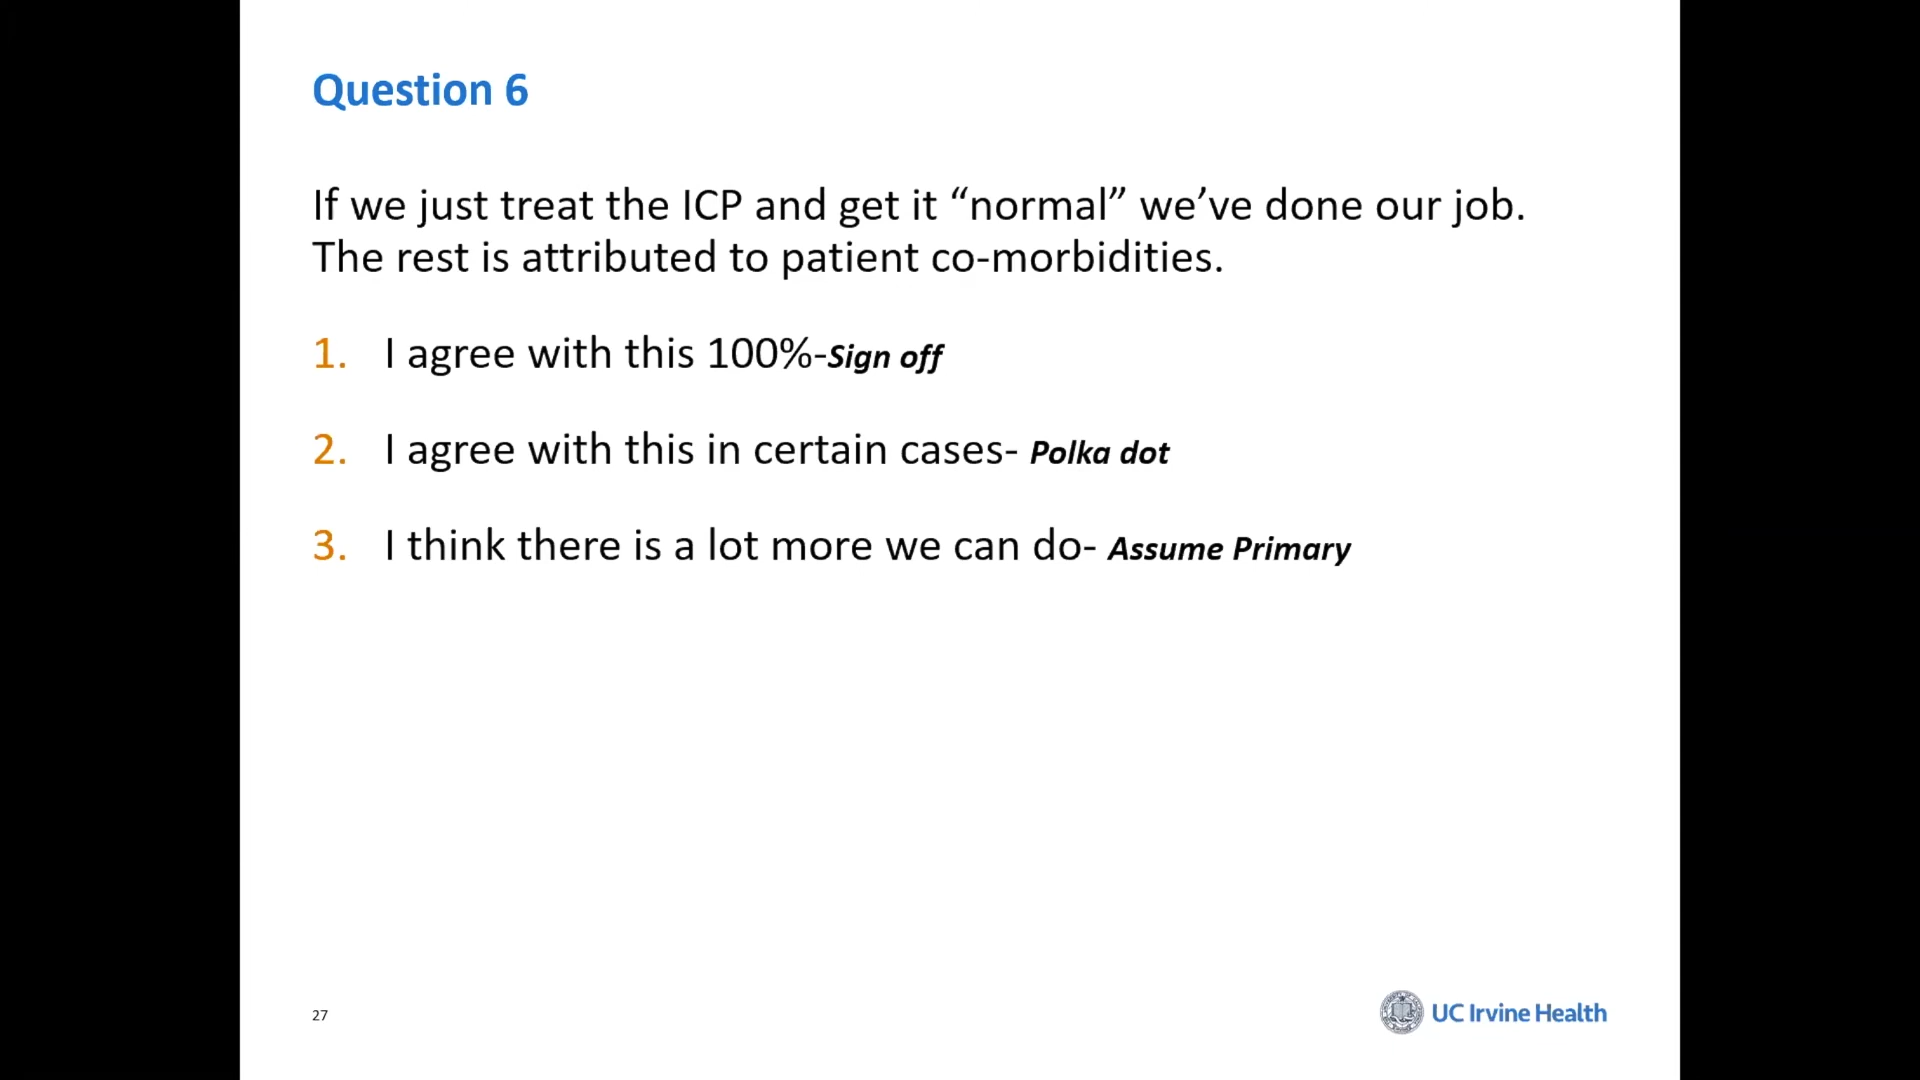 Question 6
If we just treat the ICP and get it “normal” we’ve done our job.
The rest is attributed to patient co-morbidities.
1. I agree with this 100%-Sign off
2. I agree with this in certain cases- Polka dot
3. I think there is a lot more we can do- Assume Primary
27
UC Irvine Health